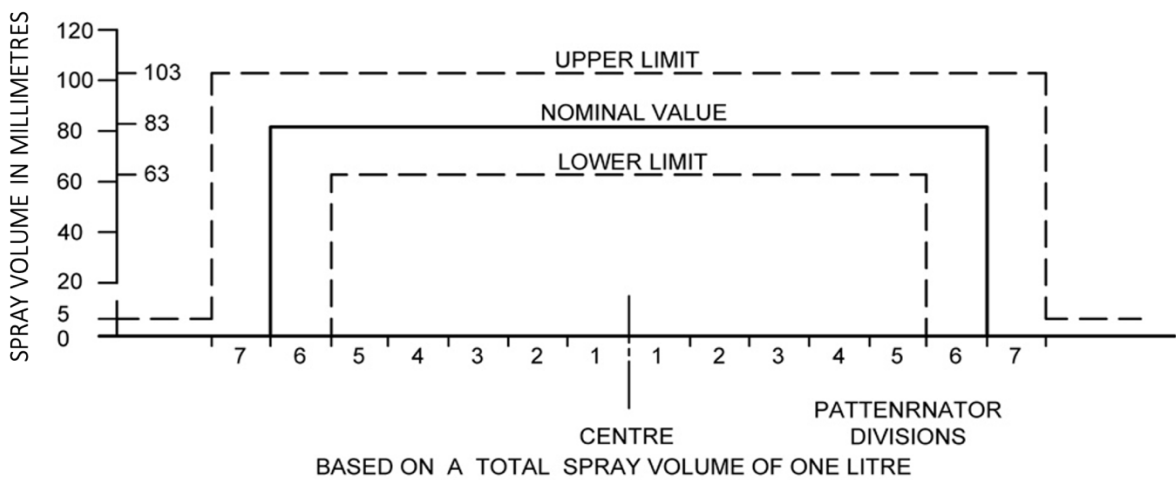 SPRAY VOLUME IN MILLIMETRES
120
100
80
60
40
20
5
0
103
83
63
UPPER LIMIT
NOMINAL VALUE
LOWER LIMIT
7 6 5 4 3 2 1 1 2 3 4 5 6 7
PATTENRNATOR
DIVISIONS
CENTRE
BASED ON A TOTAL SPRAY VOLUME OF ONE LITRE